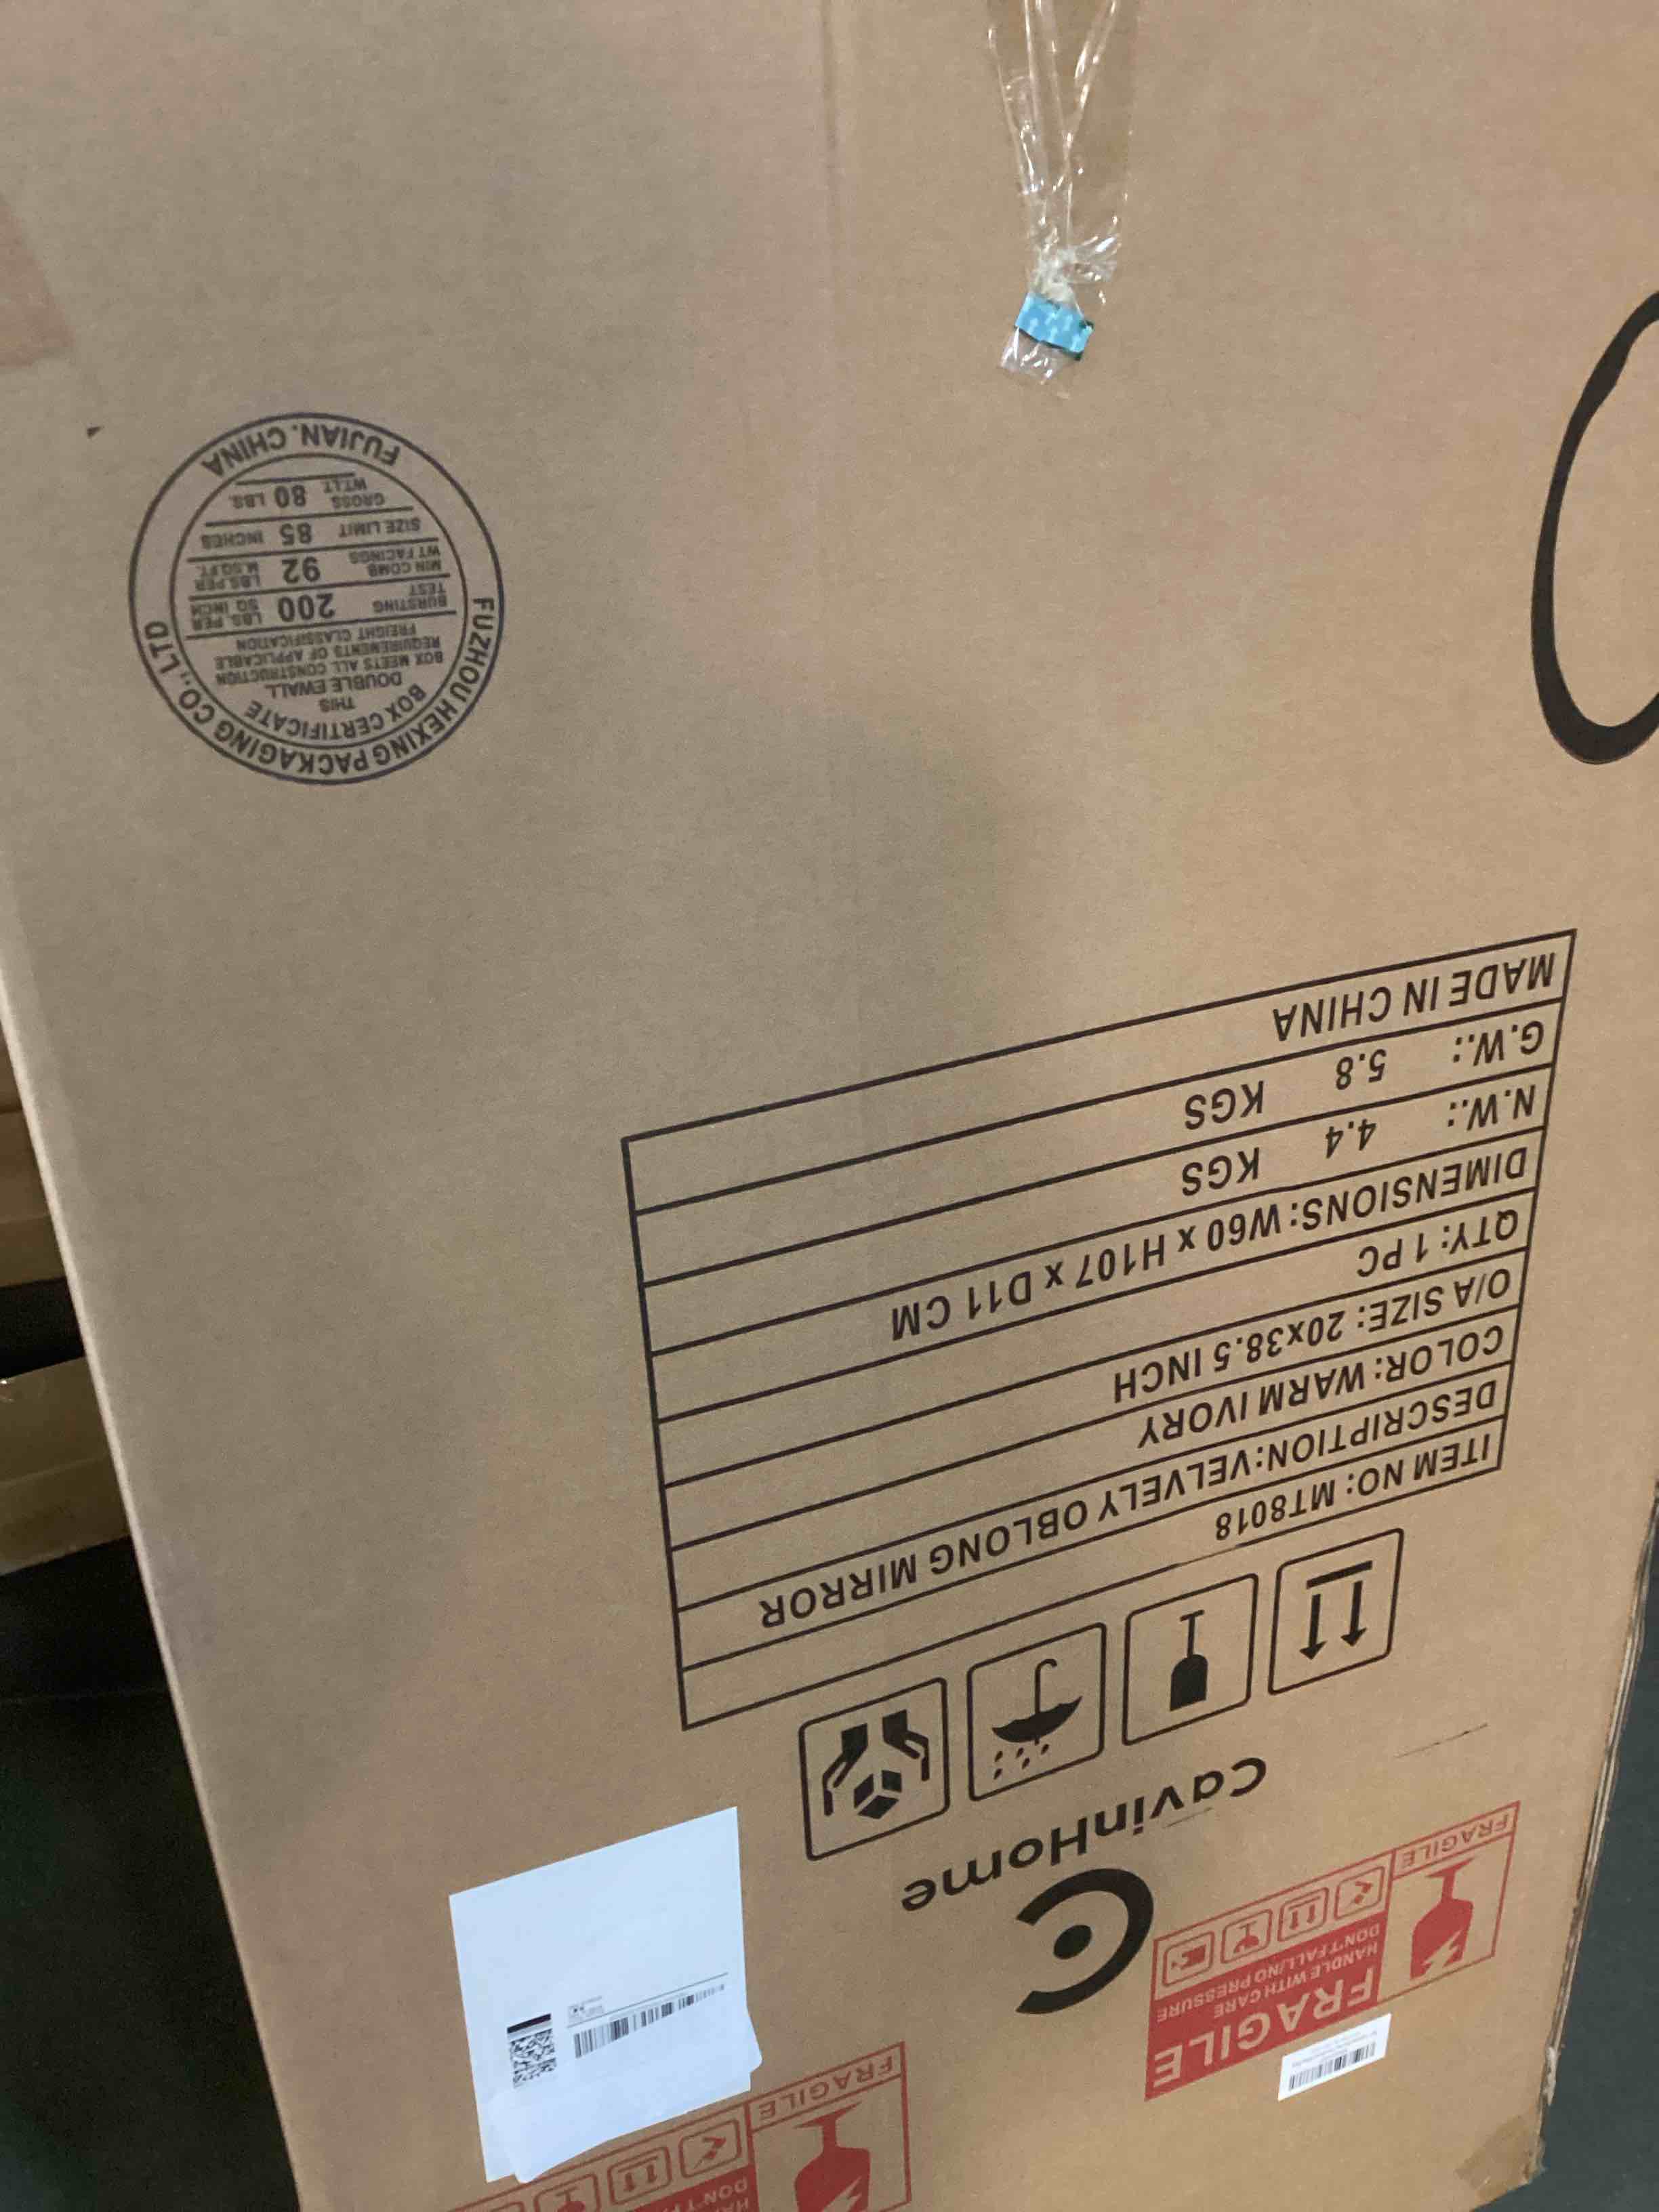 FRAGILE
HANDLE WITH CARE
DON'T FALL/NO PRESSURE
FRAGILE
FRAGILE
CavinHome
ITEM NO: MT8018
DESCRIPTION:VELVELY OBLONG MIRROR
COLOR: WARM IVORY
O/A SIZE: 20x38.5 INCH
QTY: 1 PC
DIMENSIONS: W60 x H107 x D11 CM
N.W.: 4.4 KGS
G.W.: 5.8 KGS
MADE IN CHINA
FUZHOU HEXING PACKAGING CO., LTD
BOX CERTIFICATE
THIS
DOUBLE EWALL
BOX MEETS ALL CONSTRUCTION
REQUIREMENTS OF APPLICABLE
FREIGHT CLASSIFICATION
BURSTING TEST 200 LBS. PER SQ INCH
MIN COMB WT FACINGS 92 LBS.PER M.SQ.FT.
SIZE LIMIT 85 INCHES
GROSS WT.LT 80 LBS.
FUJIAN. CHINA